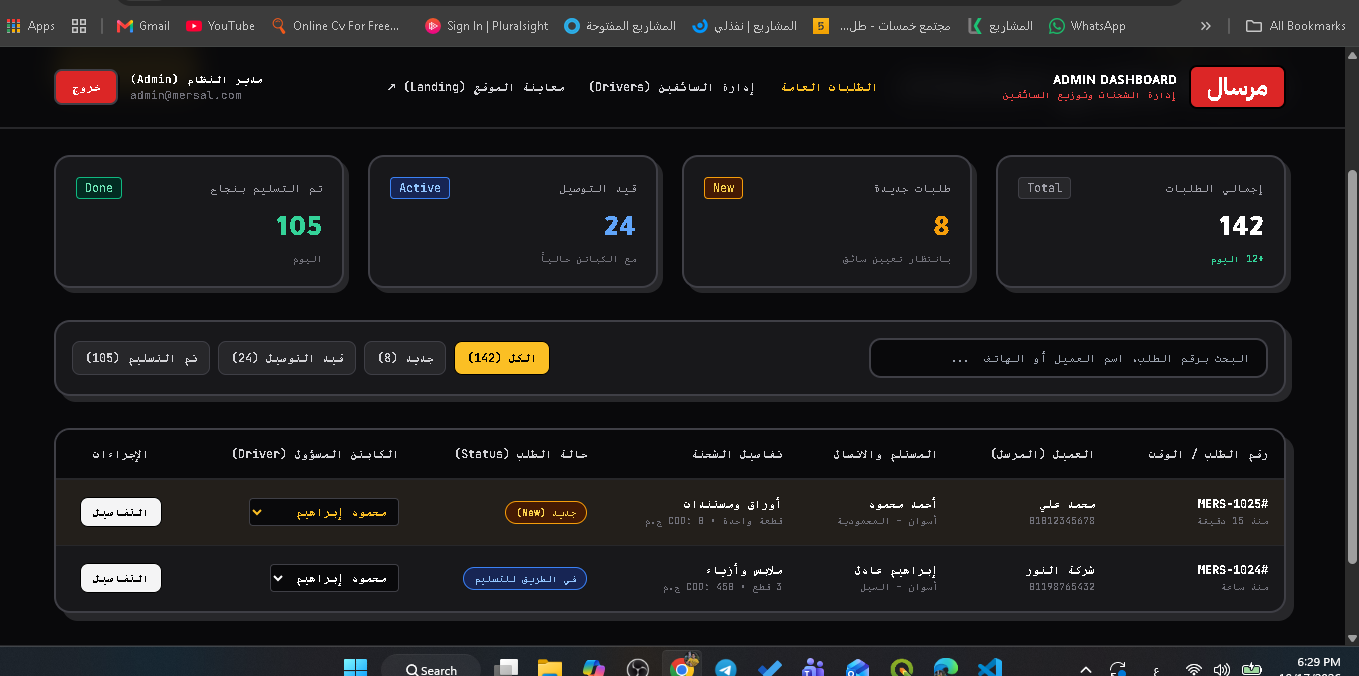 Apps
Gmail
YouTube
Online Cv For Free...
Sign In | Pluralsight
المشاريع المفتوحة
المشاريع | نفذلي
مجتمع خمسات - طل...
المشاريع
WhatsApp
All Bookmarks
مرسال
ADMIN DASHBOARD
إدارة الشحنات وتوزيع السائقين
الطلبات العامة
إدارة السائقين (Drivers)
معاينة الموقع (Landing) ↗
مدير النظام (Admin)
admin@mersal.com
خروج
إجمالي الطلبات
Total
142
+12 اليوم
طلبات جديدة
New
8
بانتظار تعيين سائق
قيد التوصيل
Active
24
مع الكباتن حالياً
تم التسليم بنجاح
Done
105
اليوم
البحث برقم الطلب، اسم العميل أو الهاتف ...
الكل (142)
جديد (8)
قيد التوصيل (24)
تم التسليم (105)
رقم الطلب / الوقت
العميل (المرسل)
المستلم والاتصال
تفاصيل الشحنة
حالة الطلب (Status)
الكابتن المسؤول (Driver)
الإجراءات
MERS-1025#
منذ 15 دقيقة
محمد علي
01012345678
أحمد محمود
أسوان - المحمودية
أوراق ومستندات
قطعة واحدة • COD: 0 ج.م
جديد (New)
محمود إبراهيم
التفاصيل
MERS-1024#
منذ ساعة
شركة النور
01198765432
إبراهيم عادل
أسوان - السيل
ملابس وأزياء
3 قطع • COD: 450 ج.م
في الطريق للتسليم
محمود إبراهيم
التفاصيل
Search
ع
6:29 PM